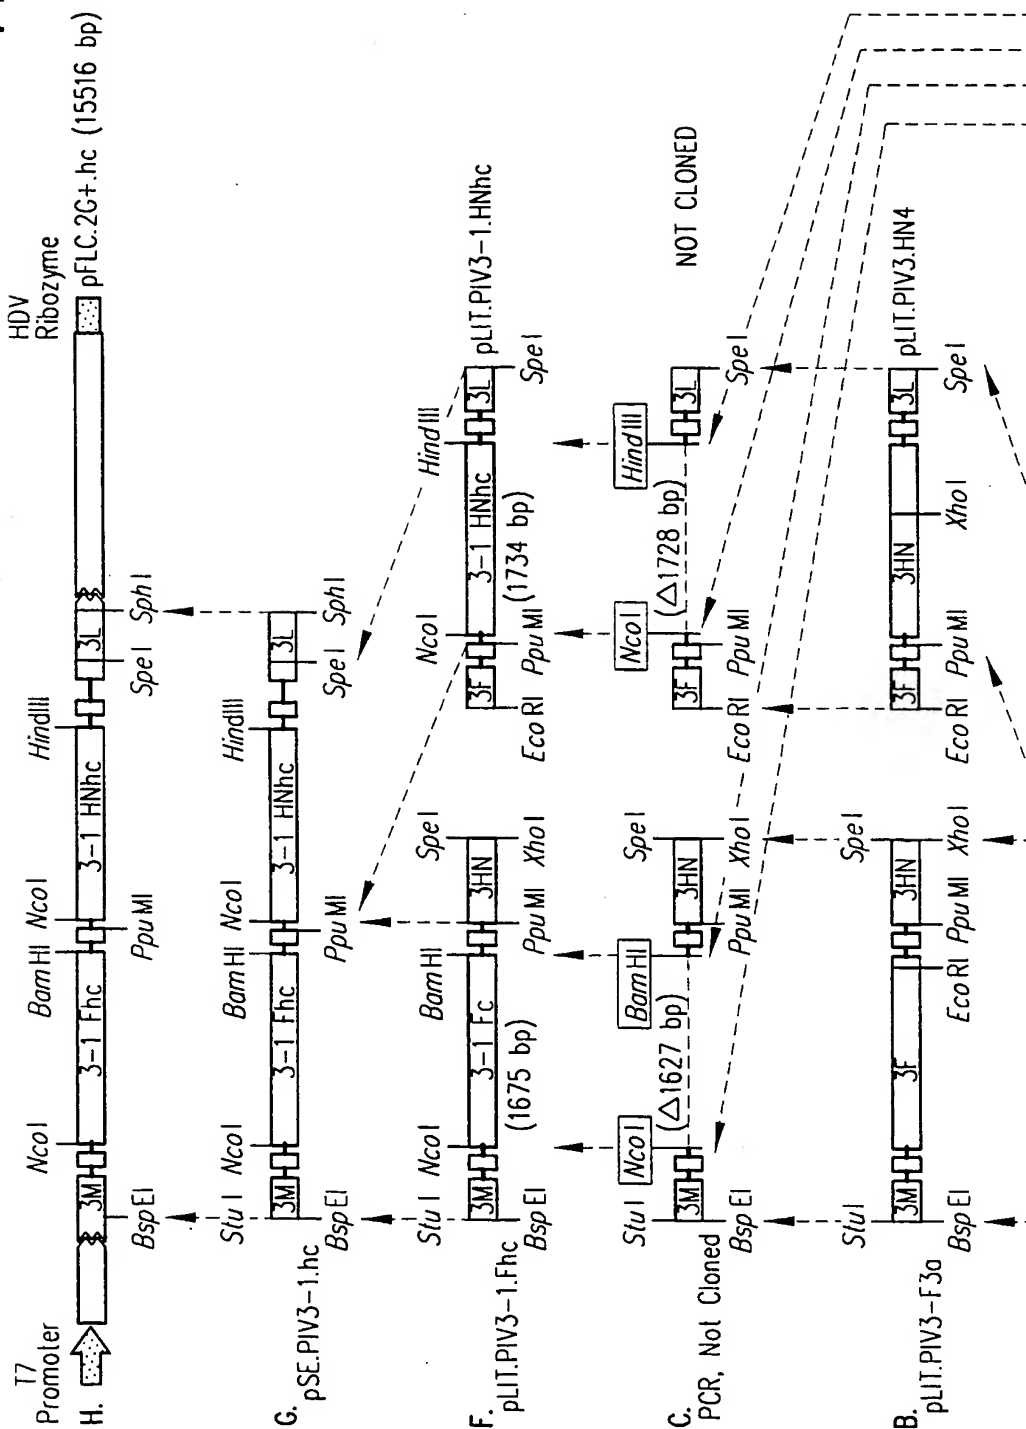 HDV
Ribozyme
T7
Promoter
pFLC.2G+.hc (15516 bp)
H.
NcoI
BamHI
NcoI
HindIII
3M
3-1 Fhc
3-1 HNhc
3L
BspEI
PpuMI
SpeI
SphI
G.
pSE.PIV3-1.hc
StuI
NcoI
BamHI
NcoI
HindIII
3M
3-1 Fhc
3-1 HNhc
3L
BspEI
PpuMI
SpeI
SphI
F.
pLIT.PIV3-1.Fhc
StuI
NcoI
BamHI
SpeI
3M
3-1 Fc
3HN
(1675 bp)
BspEI
PpuMI
XhoI
NcoI
HindIII
pLIT.PIV3-1.HNhc
3F
3-1 HNhc
3L
(1734 bp)
EcoRI
PpuMI
SpeI
C.
PCR, Not Cloned
StuI
NcoI
BamHI
SpeI
(△1627 bp)
3M
3HN
BspEI
PpuMI
XhoI
NcoI
HindIII
NOT CLONED
(△1728 bp)
3F
3L
EcoRI
PpuMI
SpeI
B.
pLIT.PIV3-F3a
StuI
SpeI
3M
3F
3HN
BspEI
EcoRI
PpuMI
XhoI
pLIT.PIV3.HN4
3F
3HN
3L
EcoRI
PpuMI
XhoI
SpeI